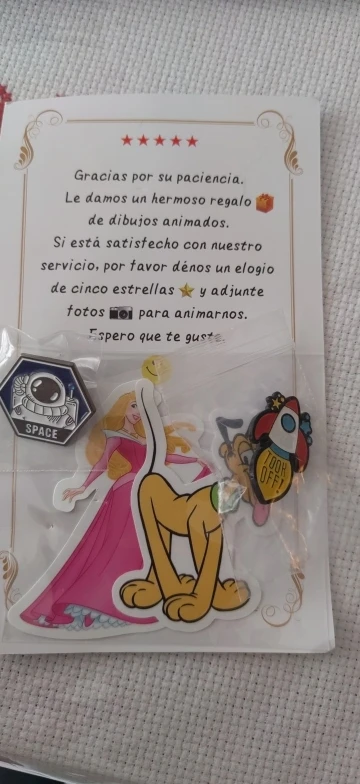 Gracias por su paciencia.
Le damos un hermoso regalo
de dibujos animados.
Si está satisfecho con nuestro
servicio, por favor dénos un elogio
de cinco estrellas y adjunte
fotos para animarnos.
Espero que te guste.
SPACE
TOOK
OFF!